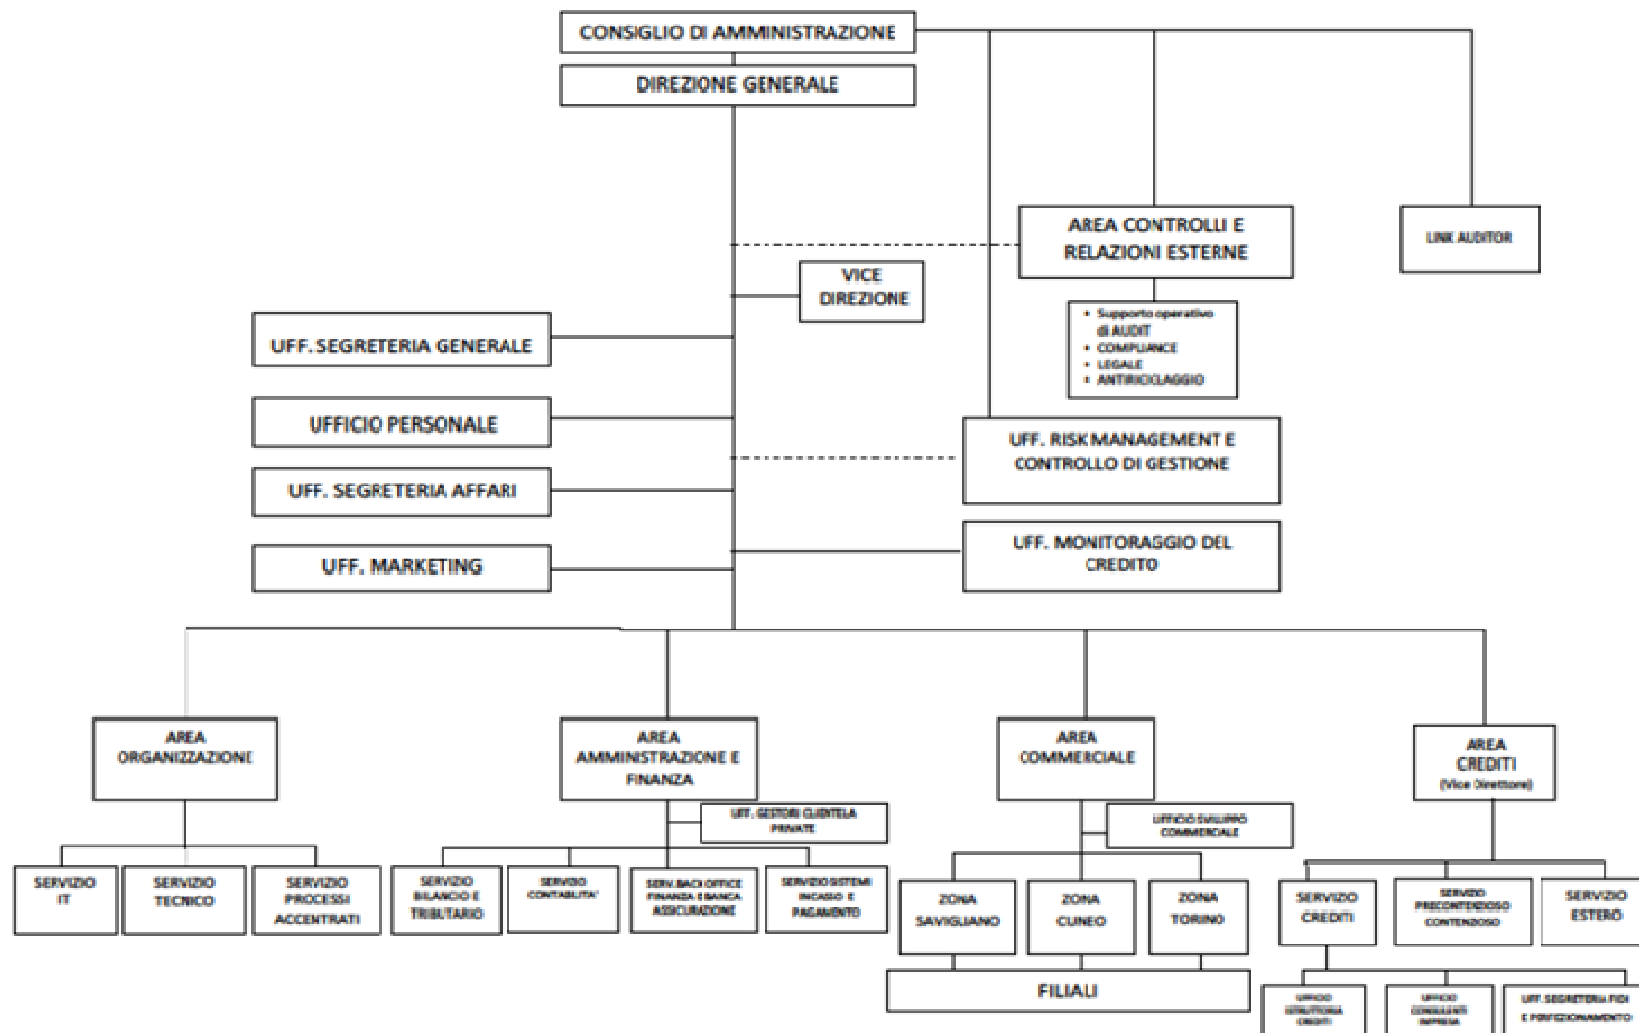 CONSIGLIO DI AMMINISTRAZIONE
DIREZIONE GENERALE
AREA CONTROLLI E
RELAZIONI ESTERNE
LINK AUDITOR
VICE
DIREZIONE
• Supporto operativo
di AUDIT
• COMPLIANCE
• LEGALE
• ANTIRICICLAGGIO
UFF. SEGRETERIA GENERALE
UFFICIO PERSONALE
UFF. RISK MANAGEMENT E
CONTROLLO DI GESTIONE
UFF. SEGRETERIA AFFARI
UFF. MONITORAGGIO DEL
CREDITO
UFF. MARKETING
AREA
ORGANIZZAZIONE
AREA
AMMINISTRAZIONE E
FINANZA
AREA
COMMERCIALE
AREA
CREDITI
(Vice Direttore)
UFF. GESTORI CLIENTELA
PRIVATE
UFFICIO SVILUPPO
COMMERCIALE
SERVIZIO
IT
SERVIZIO
TECNICO
SERVIZIO
PROCESSI
ACCENTRATI
SERVIZIO
BILANCIO E
TRIBUTARIO
SERVIZIO
CONTABILITA'
SERV. BACK OFFICE
FINANZA E BANCA
ASSICURAZIONE
SERVIZIO SISTEMI
INCASSO E
PAGAMENTO
ZONA
SAVIGLIANO
ZONA
CUNEO
ZONA
TORINO
SERVIZIO
CREDITI
SERVIZIO
PRECONTENZIOSO
CONTENZIOSO
SERVIZIO
ESTERO
FILIALI
UFFICIO
ISTRUTTORIA
CREDITI
UFFICIO
CONSULENTI
IMPRESA
UFF. SEGRETERIA FIDI
E PERFEZIONAMENTO